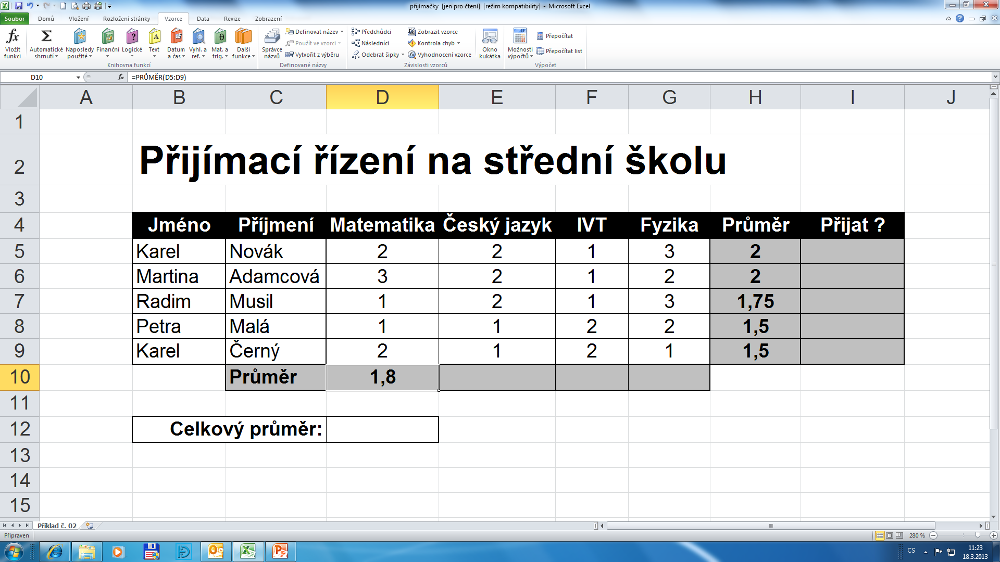 přijímačky [jen pro čtení] [režim kompatibility] - Microsoft Excel
Soubor Domů Vložení Rozložení stránky Vzorce Data Revize Zobrazení
Vložit funkci
Automatické shrnutí
Naposledy použité
Finanční
Logické
Text
Datum a čas
Vyhl. a ref.
Mat. a trig.
Další funkce
Knihovna funkcí
Správce názvů
Definovat název
Použít ve vzorci
Vytvořit z výběru
Definované názvy
Předchůdci
Následníci
Odebrat šipky
Zobrazit vzorce
Kontrola chyb
Vyhodnocení vzorce
Závislosti vzorců
Okno kukátka
Možnosti výpočtů
Přepočítat
Přepočítat list
Výpočet
D10 fx =PRŮMĚR(D5:D9)
A B C D E F G H I J
1
2 Přijímací řízení na střední školu
3
4 Jméno Příjmení Matematika Český jazyk IVT Fyzika Průměr Přijat ?
5 Karel Novák 2 2 1 3 2
6 Martina Adamcová 3 2 1 2 2
7 Radim Musil 1 2 1 3 1,75
8 Petra Malá 1 1 2 2 1,5
9 Karel Černý 2 1 2 1 1,5
10 Průměr 1,8
11
12 Celkový průměr:
13
14
15
Příklad č. 02
Připraven 280 %
CS 11:23
18.3.2013